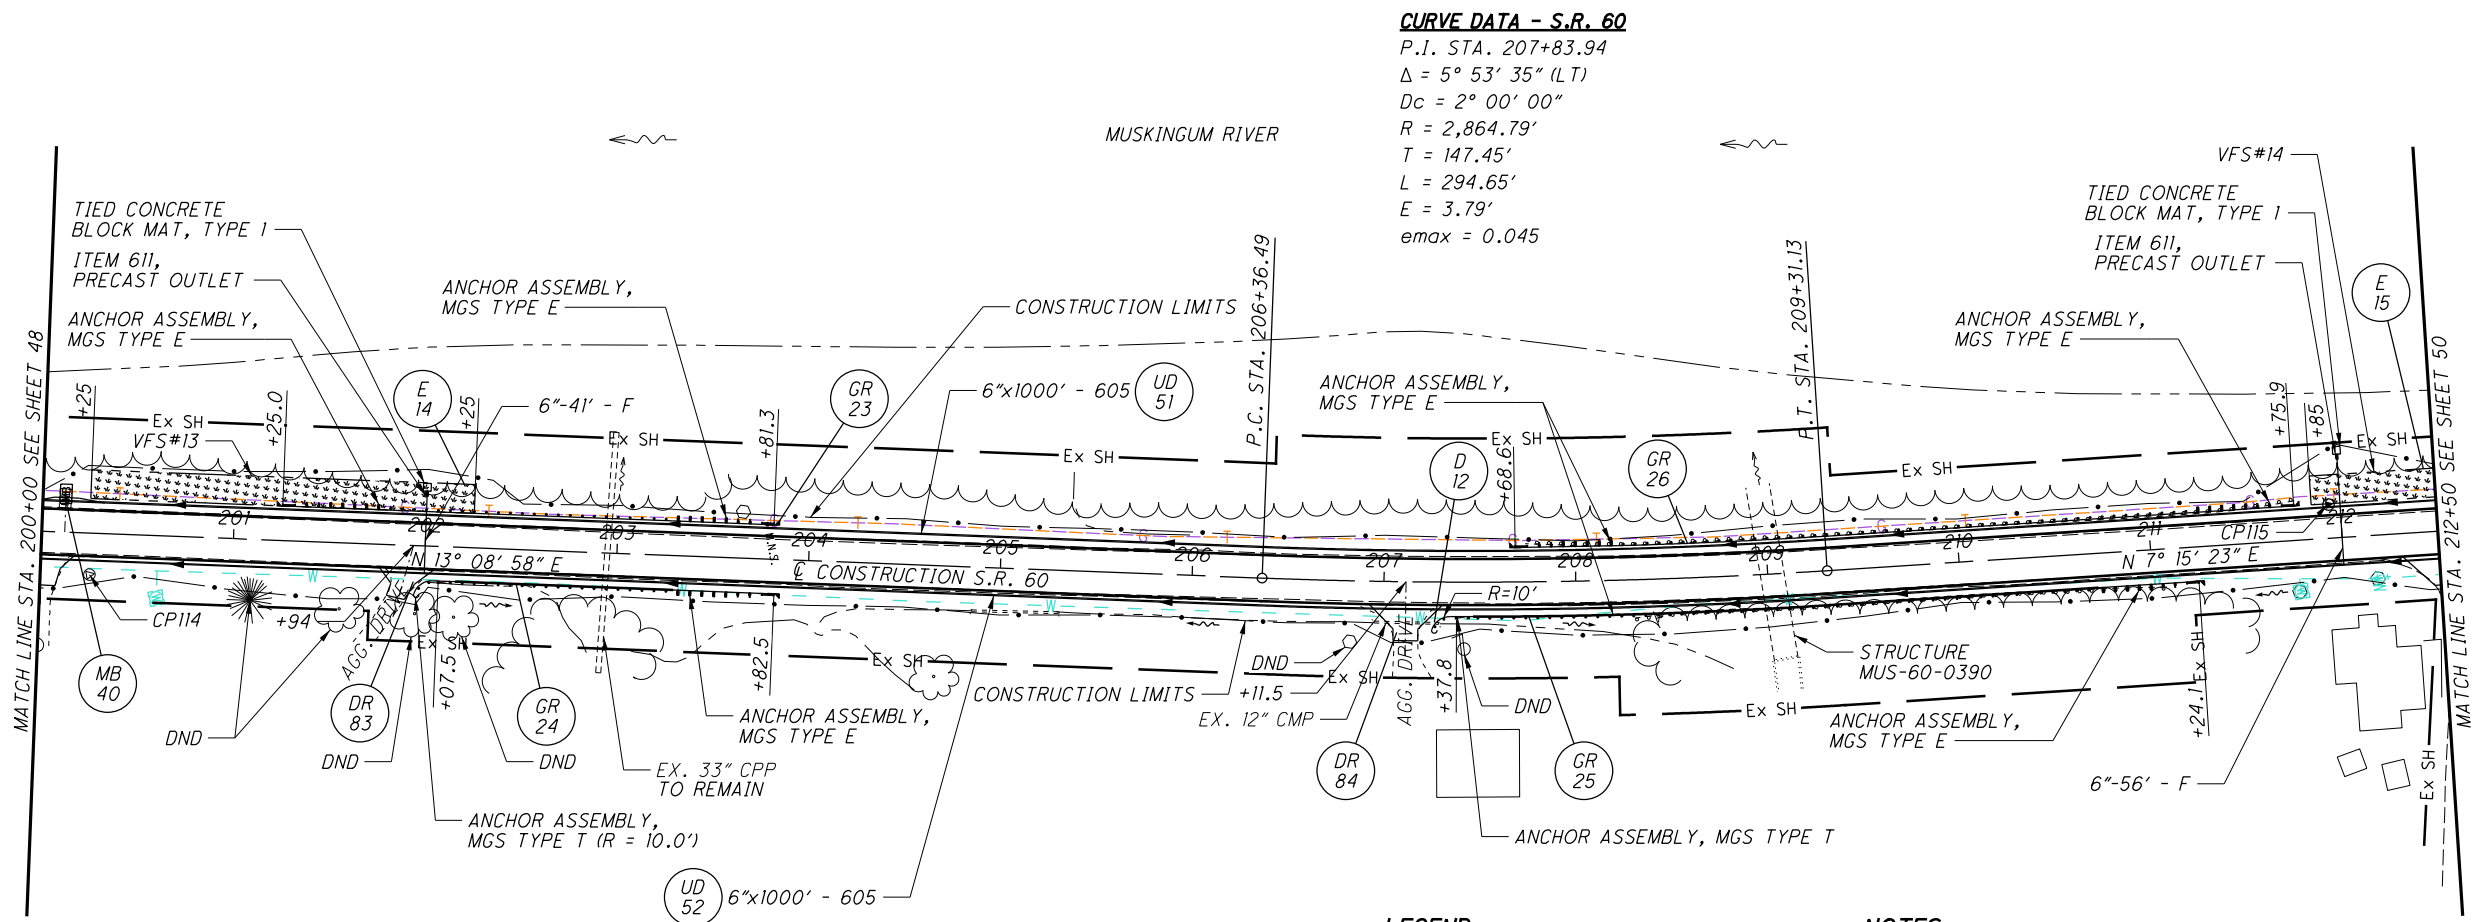 CURVE DATA - S.R. 60
P.I. STA. 207+83.94
Δ = 5° 53' 35" (LT)
Dc = 2° 00' 00"
R = 2,864.79'
T = 147.45'
L = 294.65'
E = 3.79'
emax = 0.045
MUSKINGUM RIVER
VFS#14
TIED CONCRETE
BLOCK MAT, TYPE 1
ITEM 611,
PRECAST OUTLET
ANCHOR ASSEMBLY,
MGS TYPE E
TIED CONCRETE
BLOCK MAT, TYPE 1
ITEM 611,
PRECAST OUTLET
ANCHOR ASSEMBLY,
MGS TYPE E
ANCHOR ASSEMBLY,
MGS TYPE E
CONSTRUCTION LIMITS
P.C. STA. 206+36.49
P.T. STA. 209+31.13
E
15
MATCH LINE STA. 200+00 SEE SHEET 48
MATCH LINE STA. 212+50 SEE SHEET 50
+25
+25.0
E
14
+25
6"-41' - F
+81.3
GR
23
6"x1000' - 605
UD
51
ANCHOR ASSEMBLY,
MGS TYPE E
+68.6
D
12
GR
26
+75.9
+85
Ex SH
VFS#13
Ex SH
Ex SH
Ex SH
Ex SH
Ex SH
T
T
G
T
G
T
G
T
G
T
G
T
201
202
203
204
205
206
207
208
209
210
211
212
CP115
N 13° 08' 58" E
℄ CONSTRUCTION S.R. 60
N 7° 15' 23" E
W
W
W
W
W
R=10'
CP114
+94
AGG. DRIVE
Ex SH
+07.5
+82.5
Ex SH
Ex SH
DND
+11.5
CONSTRUCTION LIMITS
EX. 12" CMP
AGG. DRIVE
+37.8
DND
STRUCTURE
MUS-60-0390
Ex SH
Ex SH
+24.1
Ex SH
MB
40
DR
83
GR
24
DND
DND
DND
ANCHOR ASSEMBLY,
MGS TYPE E
EX. 33" CPP
TO REMAIN
ANCHOR ASSEMBLY,
MGS TYPE T (R = 10.0')
DR
84
GR
25
ANCHOR ASSEMBLY, MGS TYPE T
ANCHOR ASSEMBLY,
MGS TYPE E
6"-56' - F
UD
52
6"x1000' - 605
LEGEND
NOTES